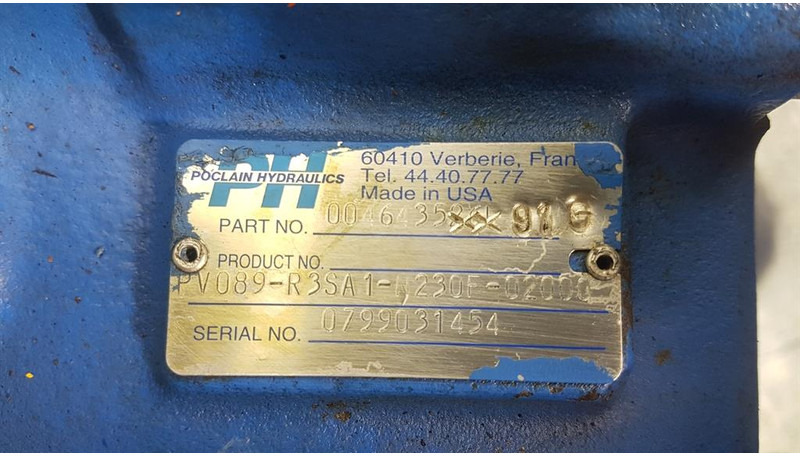 PH
POCLAIN HYDRAULICS
60410 Verberie, Fran
Tel. 44.40.77.77
Made in USA
PART NO. 91G
PRODUCT NO.
SERIAL NO. 0799031454